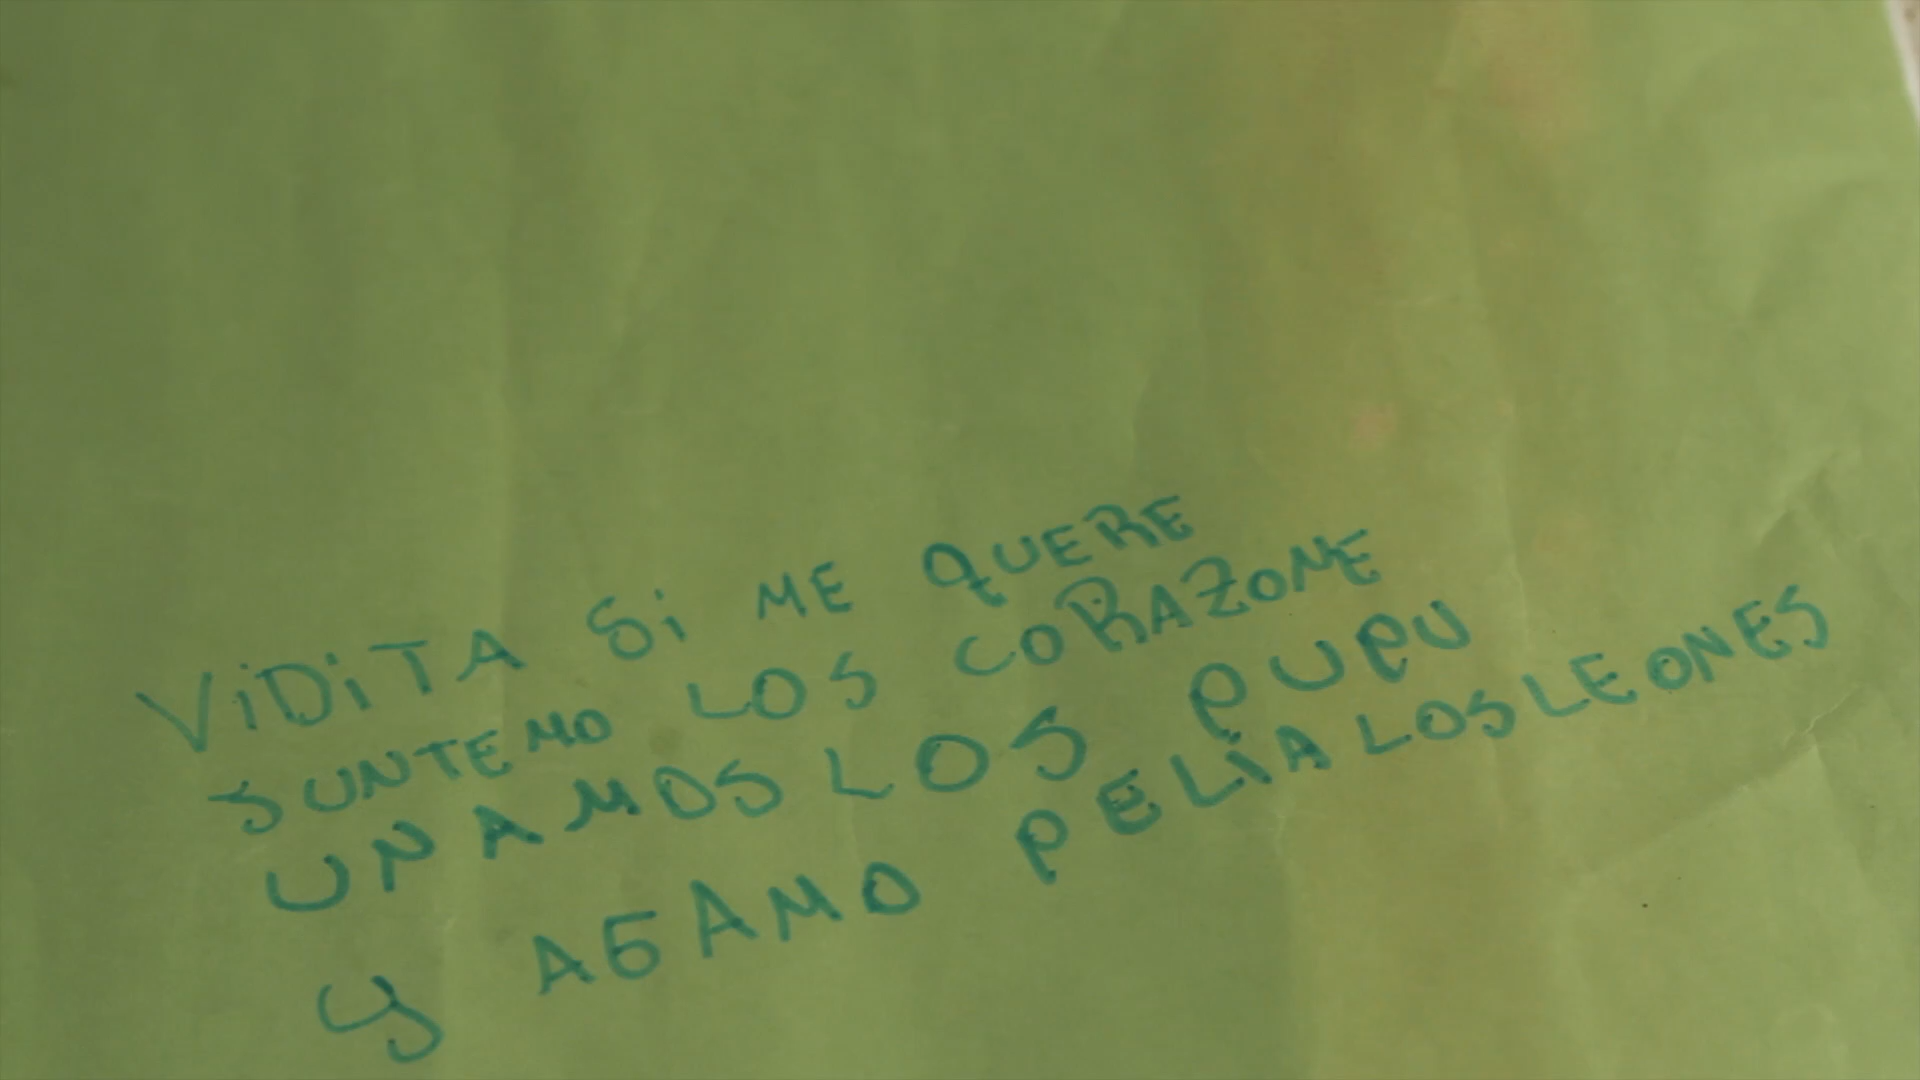 ViDiTA Si ME QUERE
JUNTEMO LOS CORAZONE
UNAMOS LOS PUPU
Y AGAMO PELIA LOS LEONES